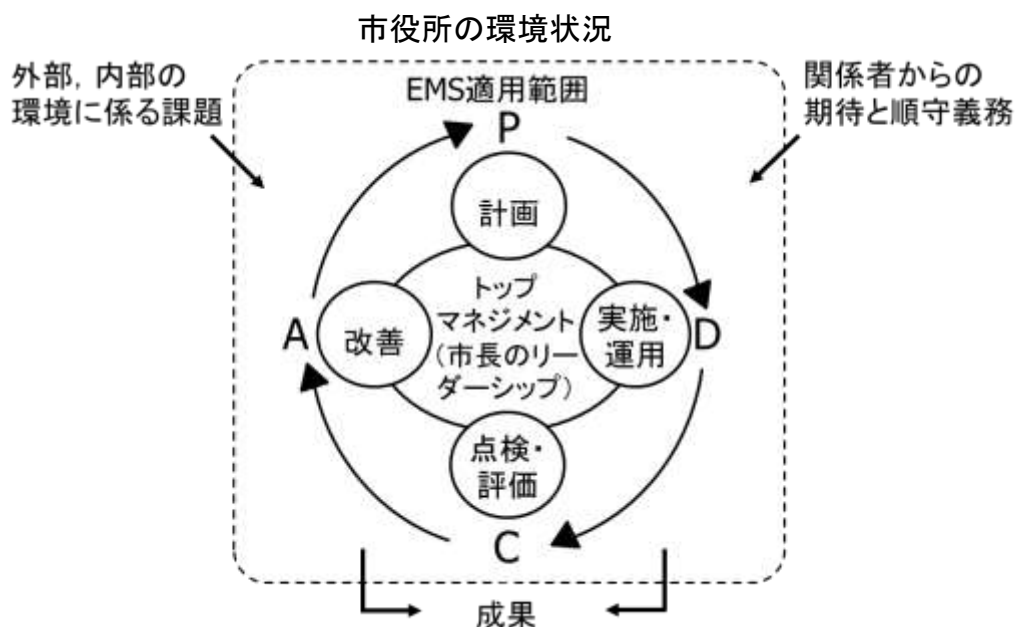 市役所の環境状況
外部，内部の
環境に係る課題
関係者からの
期待と順守義務
EMS適用範囲
P
計画
トップ
マネジメント
（市長のリー
ダーシップ）
A
改善
実施・
運用
D
点検・
評価
C
成果